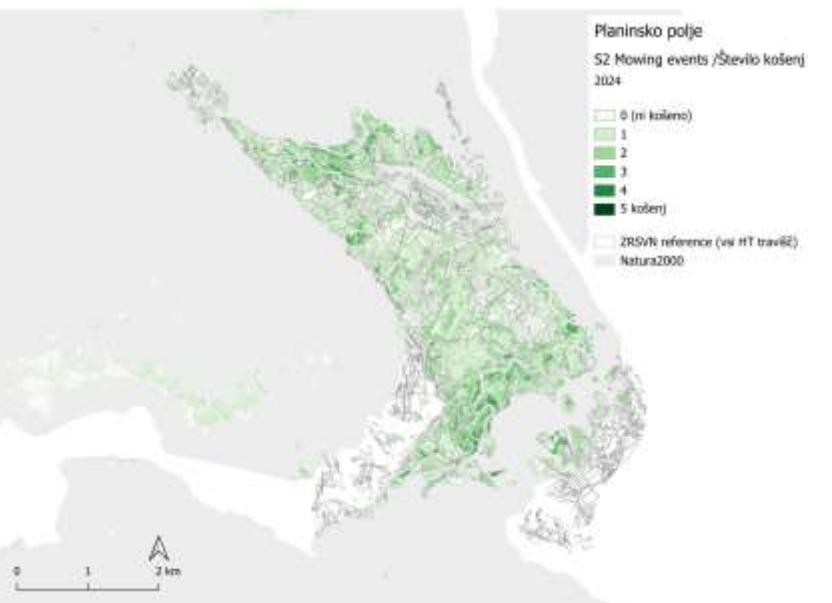 Planinsko polje
S2 Mowing events /Število košenj
2024
0 (ni košeno)
1
2
3
4
5 košenj
ZRSVN reference (vsi HT travišč)
Natura2000
0 1 2 km